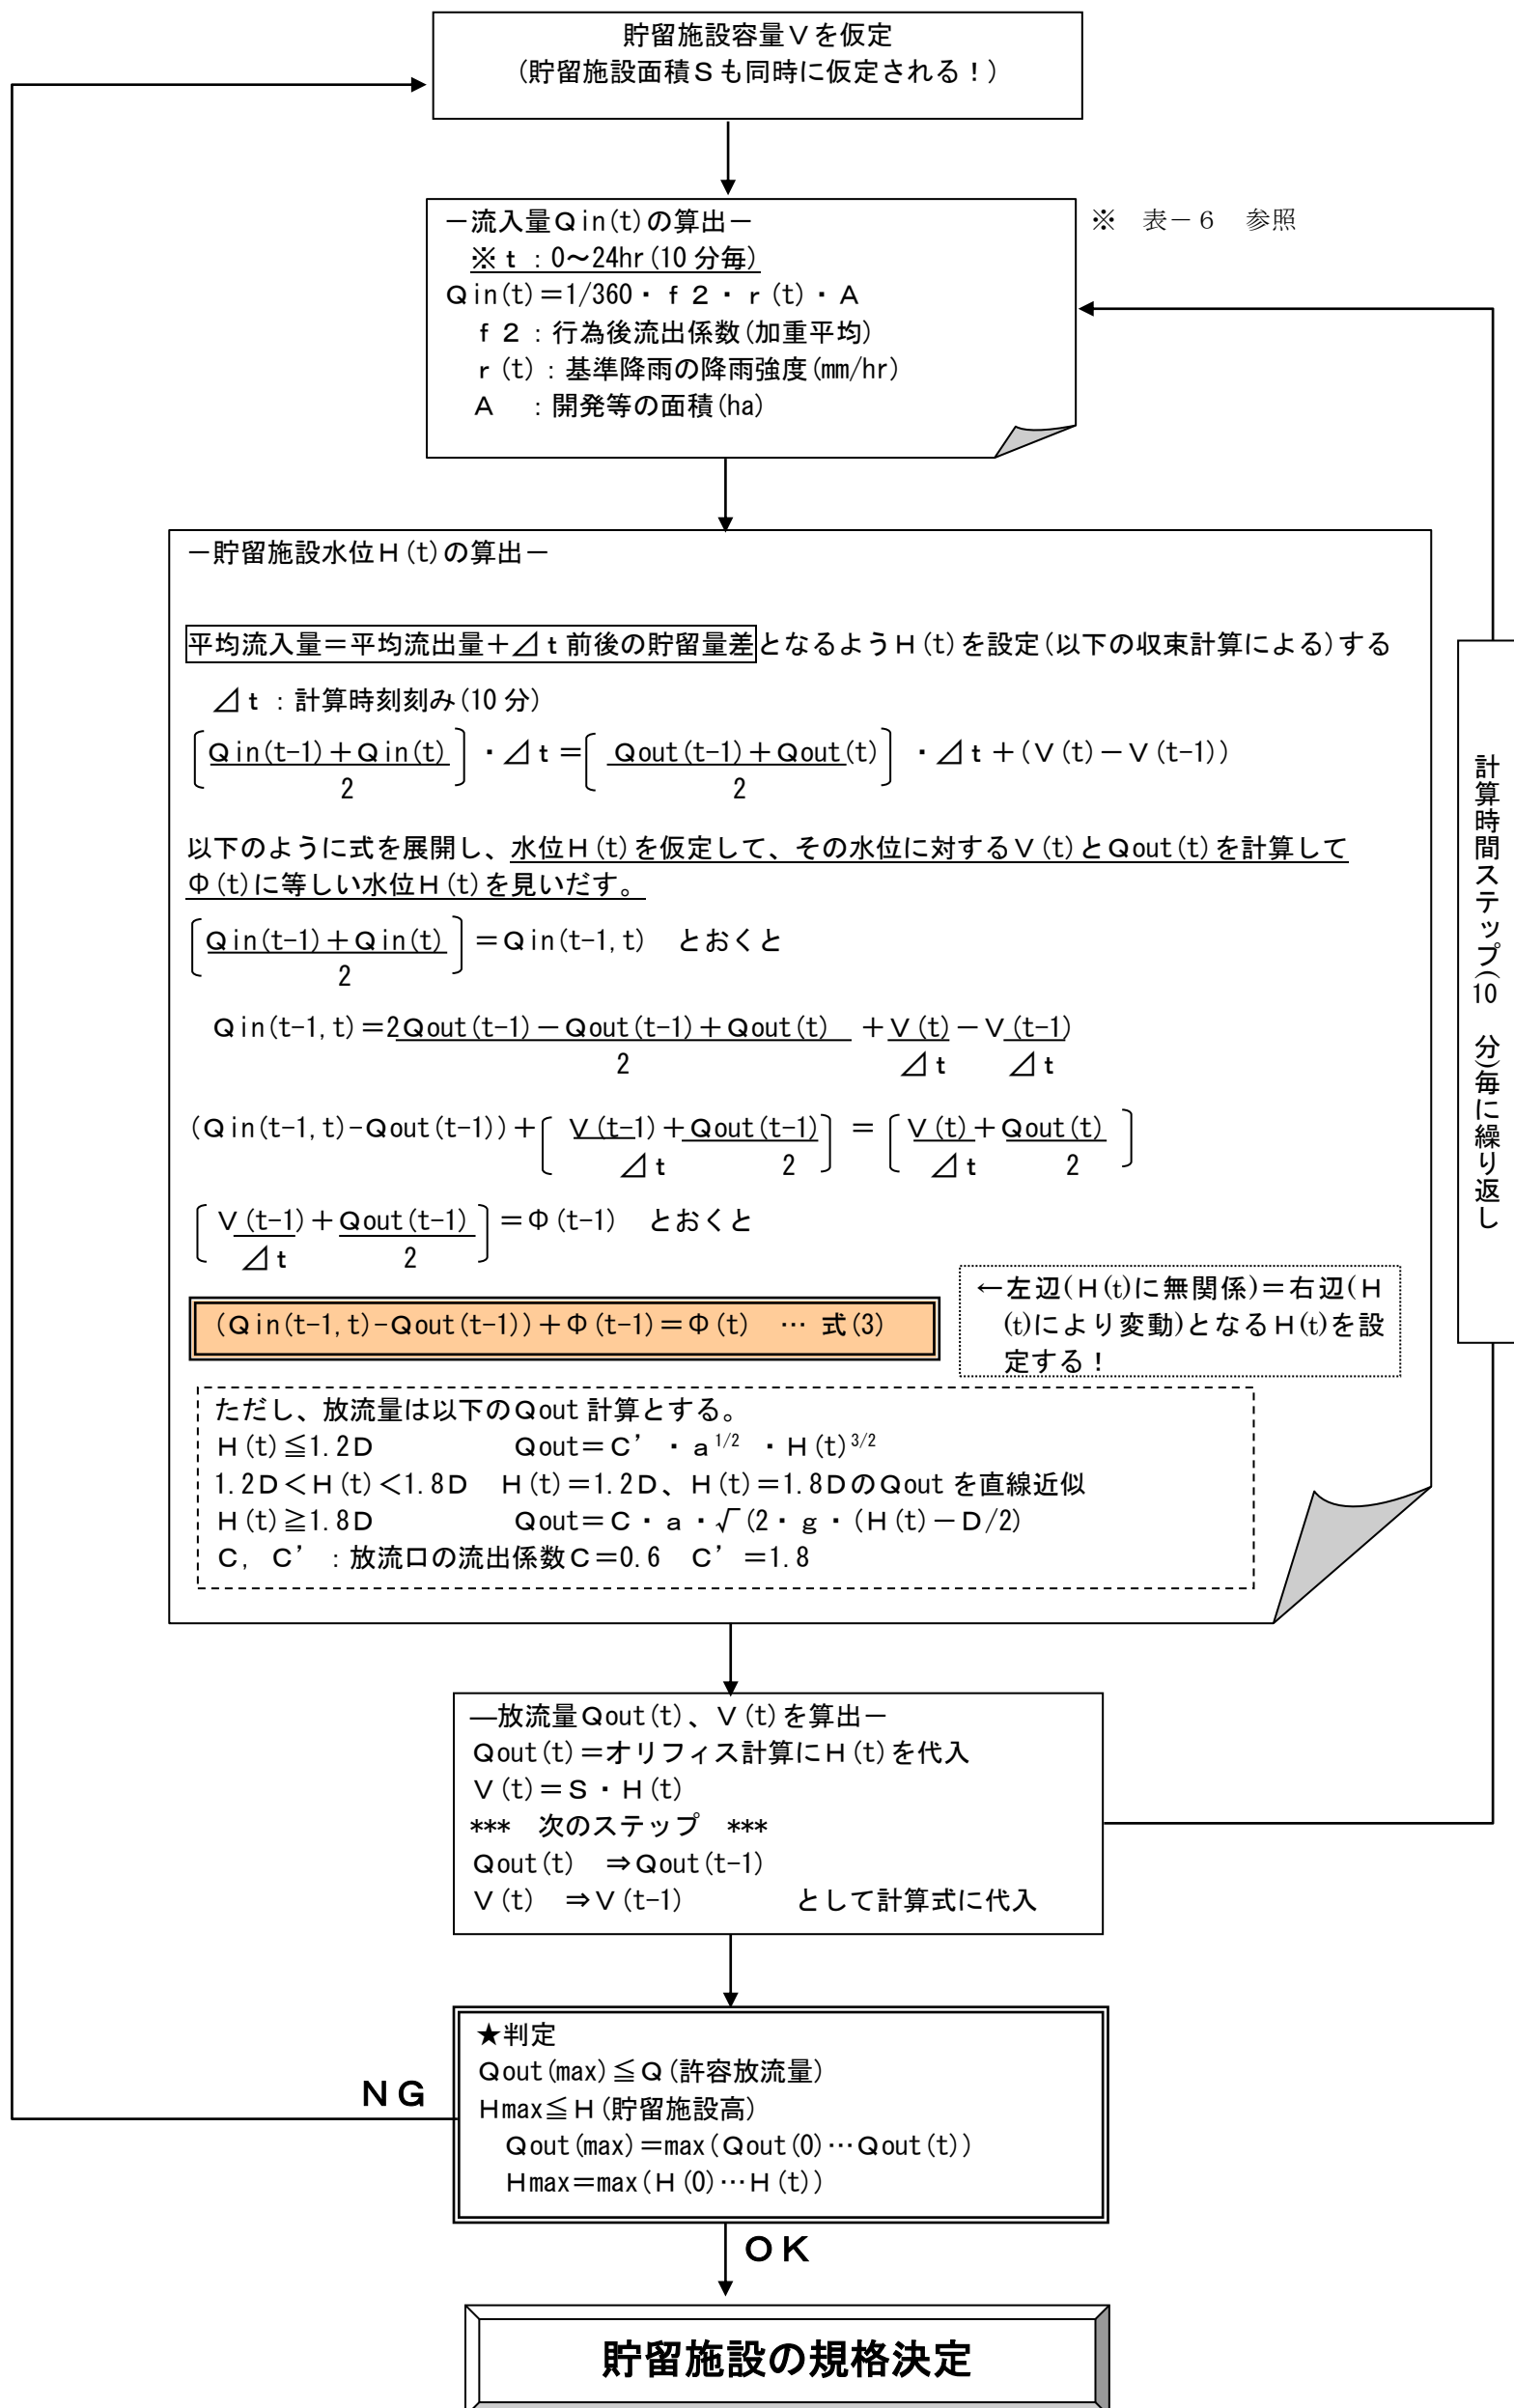 貯留施設容量Ｖを仮定
(貯留施設面積Ｓも同時に仮定される！)
－流入量Ｑin(t)の算出－
※ｔ：0～24hr(10分毎)
Ｑin(t)＝1/360・ｆ２・ｒ(t)・Ａ
ｆ２：行為後流出係数(加重平均)
ｒ(t)：基準降雨の降雨強度(mm/hr)
Ａ　：開発等の面積(ha)
※　表－６　参照
－貯留施設水位Ｈ(t)の算出－
平均流入量＝平均流出量＋⊿ｔ前後の貯留量差となるようＨ(t)を設定(以下の収束計算による)する
⊿ｔ：計算時刻刻み(10分)
〔Ｑin(t-1)＋Ｑin(t)〕・⊿ｔ＝〔Ｑout(t-1)＋Ｑout(t)〕・⊿ｔ＋(Ｖ(t)－Ｖ(t-1))
2　2
以下のように式を展開し、水位Ｈ(t)を仮定して、その水位に対するＶ(t)とＱout(t)を計算して
Φ(t)に等しい水位Ｈ(t)を見いだす。
〔Ｑin(t-1)＋Ｑin(t)〕＝Ｑin(t-1,t)　とおくと
2
Ｑin(t-1,t)＝2Ｑout(t-1)－Ｑout(t-1)＋Ｑout(t)　＋Ｖ(t)－Ｖ(t-1)
2　⊿ｔ　⊿ｔ
(Ｑin(t-1,t)-Ｑout(t-1))＋〔Ｖ(t-1)＋Ｑout(t-1)〕＝〔Ｖ(t)＋Ｑout(t)〕
⊿ｔ　2　⊿ｔ　2
〔Ｖ(t-1)＋Ｑout(t-1)〕＝Φ(t-1)　とおくと
⊿ｔ　2
(Ｑin(t-1,t)-Ｑout(t-1))＋Φ(t-1)＝Φ(t)　… 式(3)
←左辺(Ｈ(t)に無関係)＝右辺(Ｈ
(t)により変動)となるＨ(t)を設
定する！
ただし、放流量は以下のＱout計算とする。
Ｈ(t)≦1.2Ｄ　Ｑout＝Ｃ’・ａ^1/2・Ｈ(t)^3/2
1.2Ｄ＜Ｈ(t)＜1.8Ｄ　Ｈ(t)＝1.2Ｄ、Ｈ(t)＝1.8ＤのＱoutを直線近似
Ｈ(t)≧1.8Ｄ　Ｑout＝Ｃ・ａ・√(2・ｇ・(Ｈ(t)－Ｄ/2)
Ｃ, Ｃ’：放流口の流出係数Ｃ＝0.6　Ｃ’＝1.8
計算時間ステップ(10　分)毎に繰り返し
―放流量Ｑout(t)、Ｖ(t)を算出－
Ｑout(t)＝オリフィス計算にＨ(t)を代入
Ｖ(t)＝Ｓ・Ｈ(t)
***　次のステップ　***
Ｑout(t)　⇒Ｑout(t-1)
Ｖ(t)　⇒Ｖ(t-1)　として計算式に代入
★判定
Ｑout(max)≦Ｑ(許容放流量)
Ｈmax≦Ｈ(貯留施設高)
Ｑout(max)＝max(Ｑout(0)…Ｑout(t))
Ｈmax＝max(Ｈ(0)…Ｈ(t))
ＮＧ
ＯＫ
貯留施設の規格決定